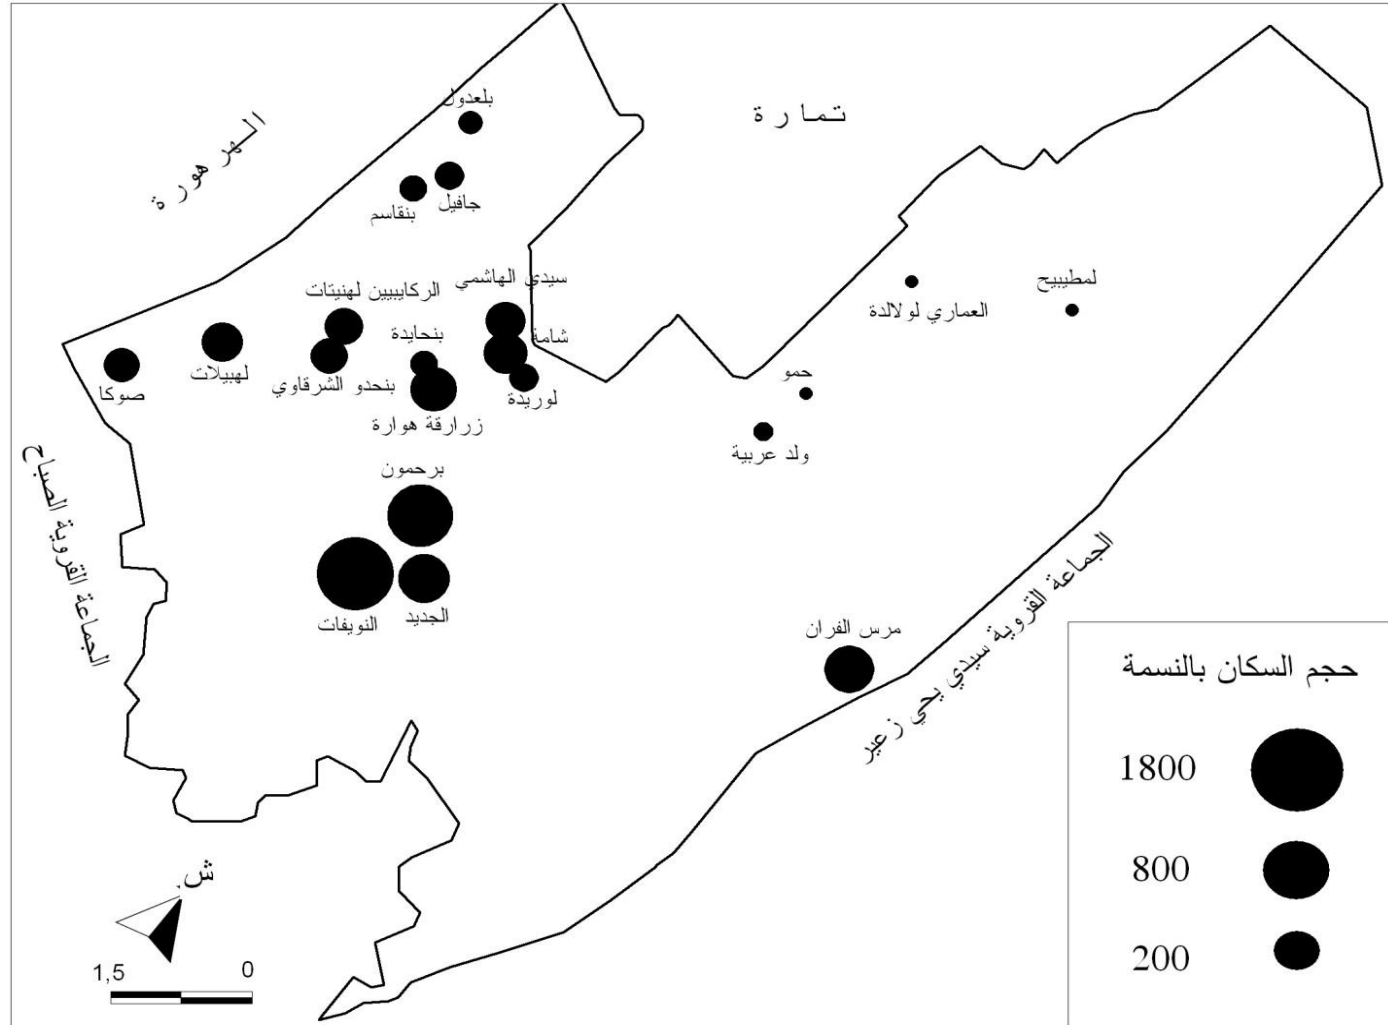 بلعدول
تـمـارة
الـهرهورة
جافيل
بنقاسم
سيدي الهاشمي
لمطيبيح
الركايبيين لهنيتات
العماري لولالدة
شامة
بنحايدة
لهبيلات
حمو
بنحدو الشرقاوي
صوكا
لوريدة
زرارقة هوارة
ولد عربية
برحمون
الجماعة القروية الصباح
الجماعة القروية سيدي يحي زعير
النويفات
الجديد
مرس الفران
حجم السكان بالنسمة
1800
800
200
ش.
1,5 0